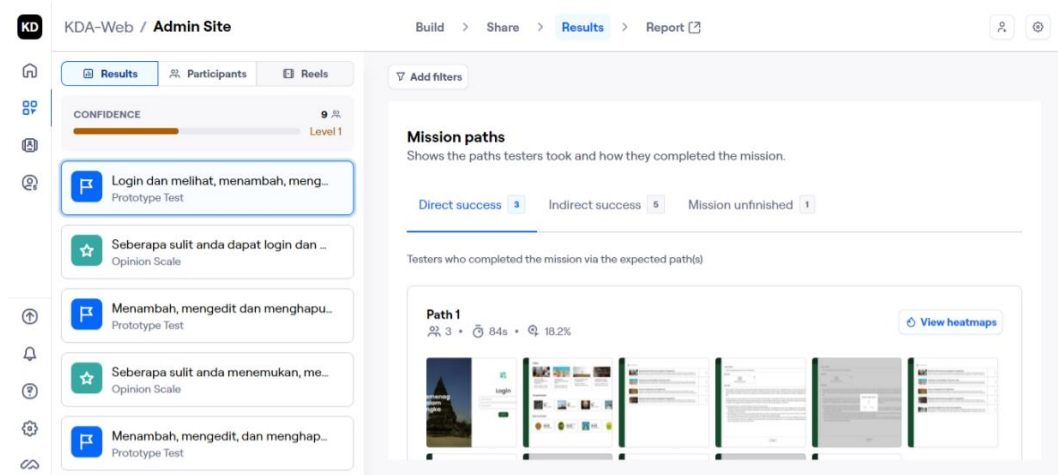 KD
KDA-Web / Admin Site
Build > Share > Results > Report
Results
Participants
Reels
CONFIDENCE
9
Level 1
Login dan melihat, menambah, meng...
Prototype Test
Seberapa sulit anda dapat login dan ...
Opinion Scale
Menambah, mengedit dan menghapu...
Prototype Test
Seberapa sulit anda menemukan, me...
Opinion Scale
Menambah, mengedit, dan menghap...
Prototype Test
Add filters
Mission paths
Shows the paths testers took and how they completed the mission.
Direct success 3
Indirect success 5
Mission unfinished 1
Testers who completed the mission via the expected path(s)
Path 1
3 • 84s • 18.2%
View heatmaps
Login